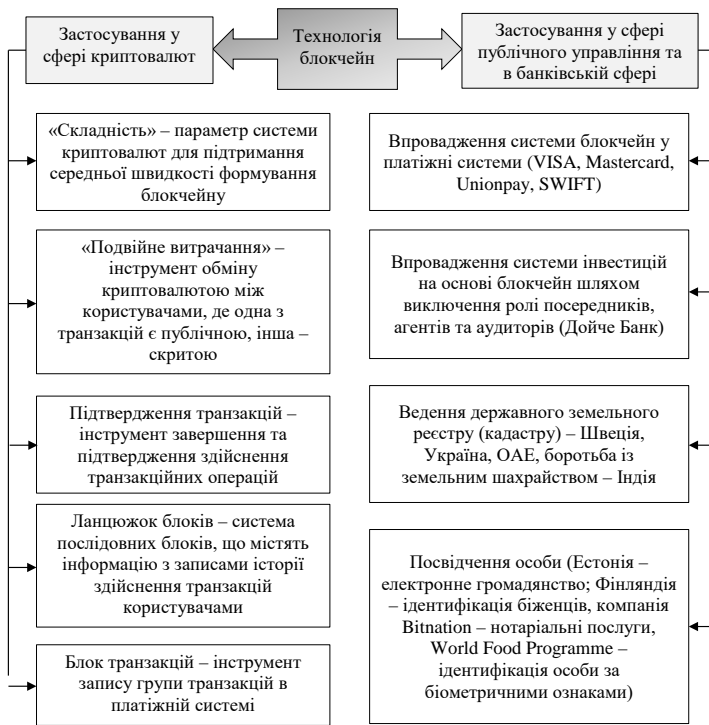 Застосування у
сфері криптовалют
Технологія
блокчейн
Застосування у сфері
публічного управління та
в банківській сфері
«Складність» – параметр системи
криптовалют для підтримання
середньої швидкості формування
блокчейну
«Подвійне витрачання» –
інструмент обміну
криптовалютою між
користувачами, де одна з
транзакцій є публічною, інша –
скритою
Підтвердження транзакцій –
інструмент завершення та
підтвердження здійснення
транзакційних операцій
Ланцюжок блоків – система
послідовних блоків, що містять
інформацію з записами історії
здійснення транзакцій
користувачами
Блок транзакцій – інструмент
запису групи транзакцій в
платіжній системі
Впровадження системи блокчейн у
платіжні системи (VISA, Mastercard,
Unionpay, SWIFT)
Впровадження системи інвестицій
на основі блокчейн шляхом
виключення ролі посередників,
агентів та аудиторів (Дойче Банк)
Ведення державного земельного
реєстру (кадастру) – Швеція,
Україна, ОАЕ, боротьба із
земельним шахрайством – Індія
Посвідчення особи (Естонія –
електронне громадянство; Фінляндія
– ідентифікація біженців, компанія
Bitnation – нотаріальні послуги,
World Food Programme –
ідентифікація особи за
біометричними ознаками)